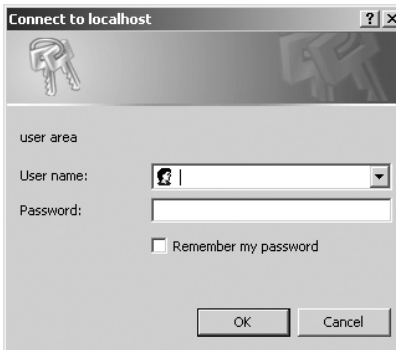 Connect to localhost
user area
User name:
Password:
Remember my password
OK Cancel